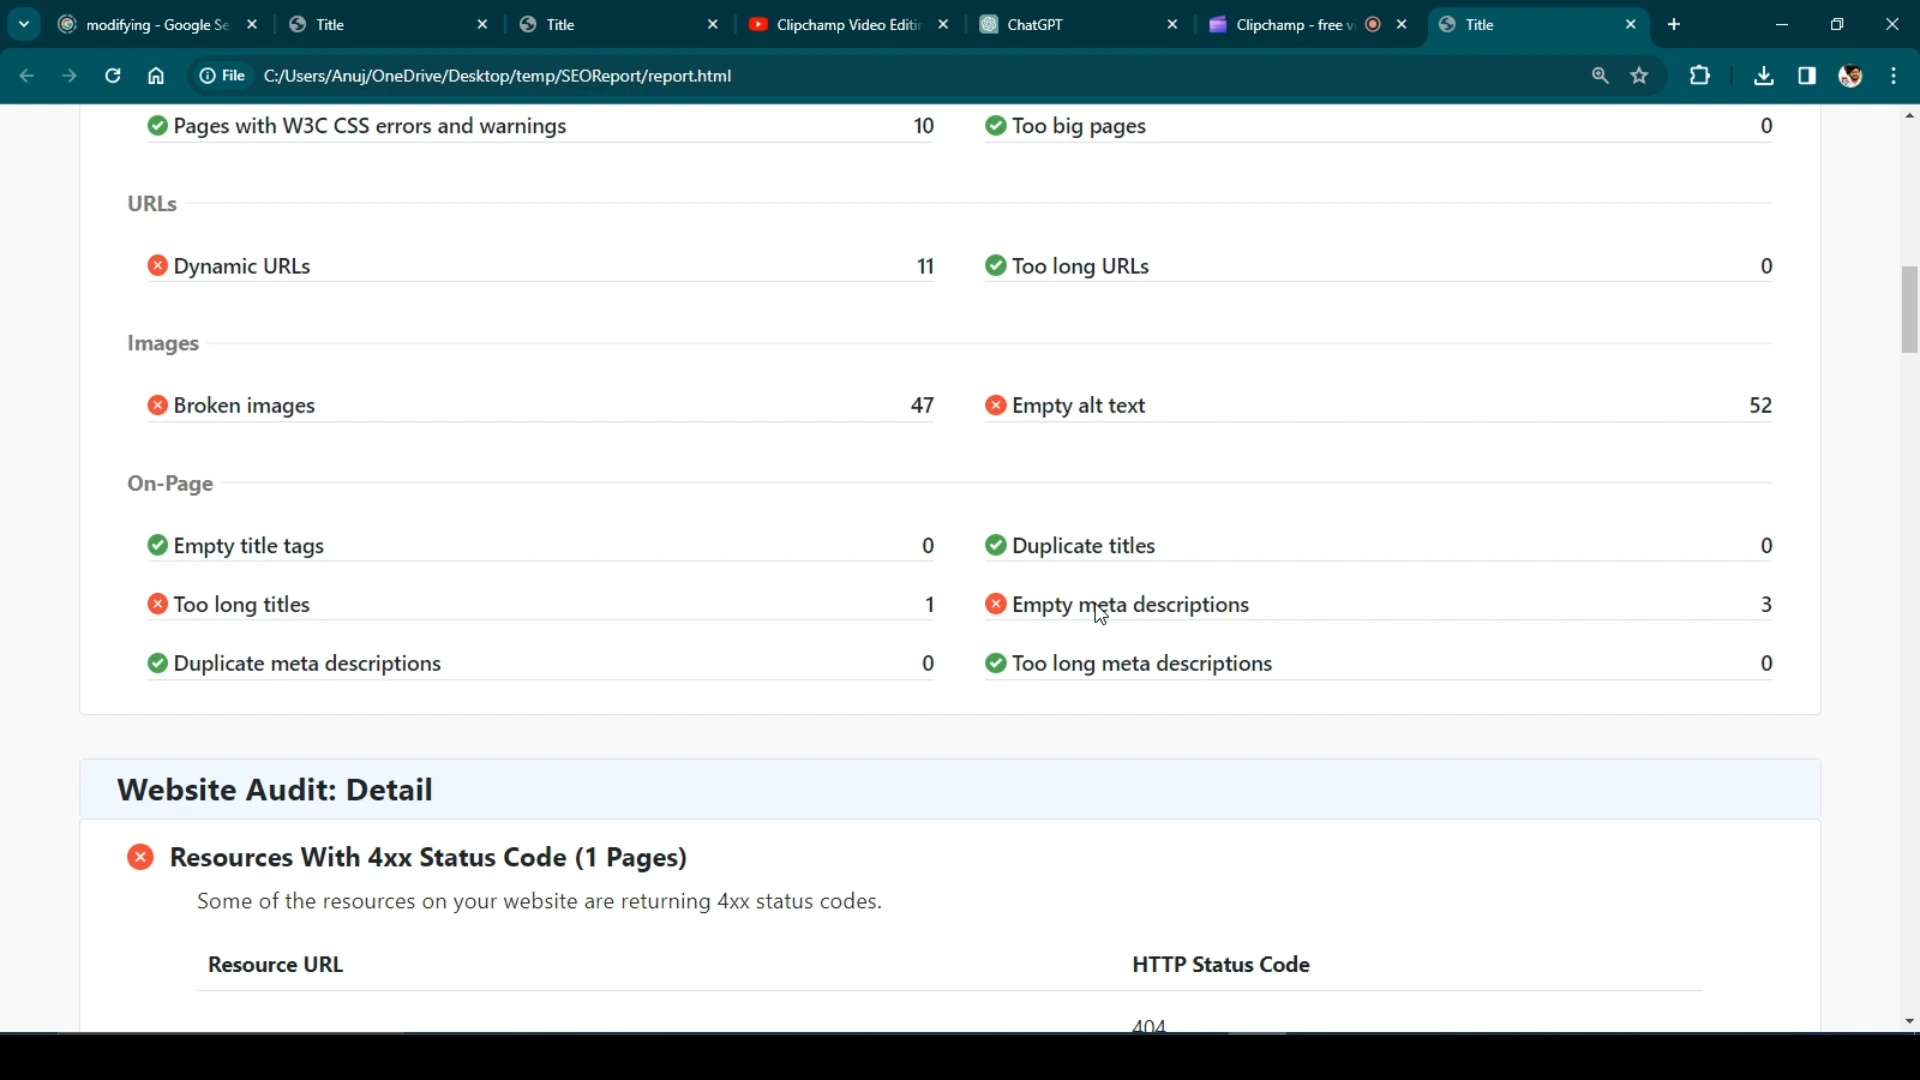 modifying - Google Se
Title
Title
Clipchamp Video Editin
ChatGPT
Clipchamp - free vi
Title
File C:/Users/Anuj/OneDrive/Desktop/temp/SEOReport/report.html
Pages with W3C CSS errors and warnings 10 Too big pages 0
URLs
Dynamic URLs 11 Too long URLs 0
Images
Broken images 47 Empty alt text 52
On-Page
Empty title tags 0 Duplicate titles 0
Too long titles 1 Empty meta descriptions 3
Duplicate meta descriptions 0 Too long meta descriptions 0
Website Audit: Detail
Resources With 4xx Status Code (1 Pages)
Some of the resources on your website are returning 4xx status codes.
Resource URL HTTP Status Code
404